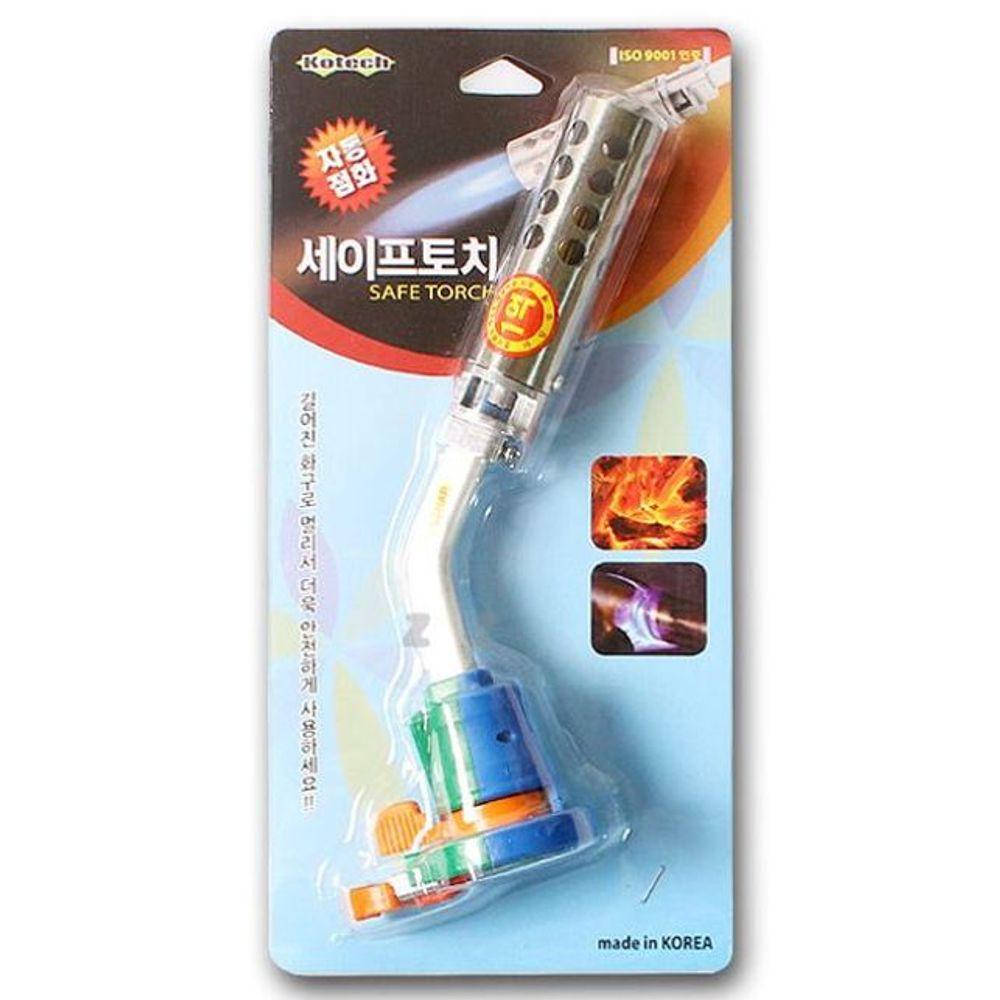 Kotech
ISO 9001 인증
자동
점화
세이프토치
SAFE TORCH
검
길어진 화구로 멀리서 더욱 안전하게 사용하세요!!
Z
made in KOREA